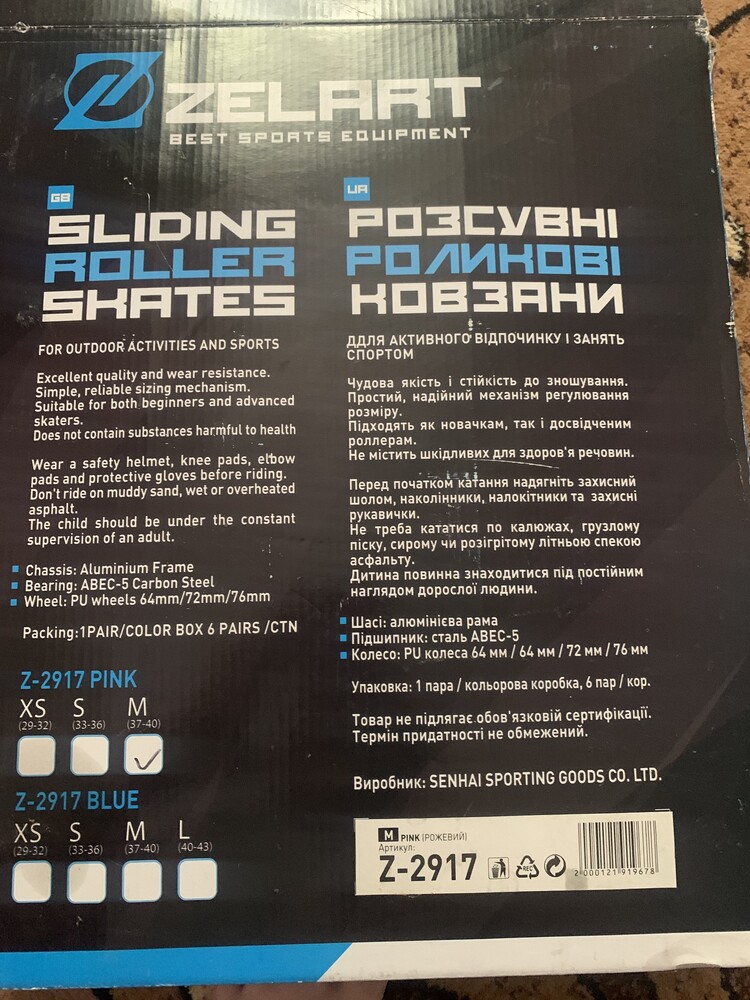 ZELART
BEST SPORTS EQUIPMENT
GB
SLIDING
ROLLER
SKATES
FOR OUTDOOR ACTIVITIES AND SPORTS
Excellent quality and wear resistance.
Simple, reliable sizing mechanism.
Suitable for both beginners and advanced
skaters.
Does not contain substances harmful to health
Wear a safety helmet, knee pads, elbow
pads and protective gloves before riding.
Don't ride on muddy sand, wet or overheated
asphalt.
The child should be under the constant
supervision of an adult.
Chassis: Aluminium Frame
Bearing: ABEC-5 Carbon Steel
Wheel: PU wheels 64mm/72mm/76mm
Packing:1PAIR/COLOR BOX 6 PAIRS /CTN
Z-2917 PINK
XS S M
(29-32) (33-36) (37-40)
Z-2917 BLUE
XS S M L
(29-32) (33-36) (37-40) (40-43)
UA
РОЗСУВНІ
РОЛИКОВІ
КОВЗАНИ
ДДЛЯ АКТИВНОГО ВІДПОЧИНКУ І ЗАНЯТЬ
СПОРТОМ
Чудова якість і стійкість до зношування.
Простий, надійний механізм регулювання
розміру.
Підходять як новачкам, так і досвідченим
роллерам.
Не містить шкідливих для здоров'я речовин.
Перед початком катання надягніть захисний
шолом, наколінники, налокітники та захисні
рукавички.
Не треба кататися по калюжах, грузлому
піску, сирому чи розігрітому літньою спекою
асфальту.
Дитина повинна знаходитися під постійним
наглядом дорослої людини.
Шасі: алюмінієва рама
Підшипник: сталь ABEC-5
Колесо: PU колеса 64 мм / 64 мм / 72 мм / 76 мм
Упаковка: 1 пара / кольорова коробка, 6 пар / кор.
Товар не підлягає обов'язковій сертифікації.
Термін придатності не обмежений.
Виробник: SENHAI SPORTING GOODS CO. LTD.
M PINK (РОЖЕВИЙ)
Артикул:
Z-2917
REC
2 000121 919678